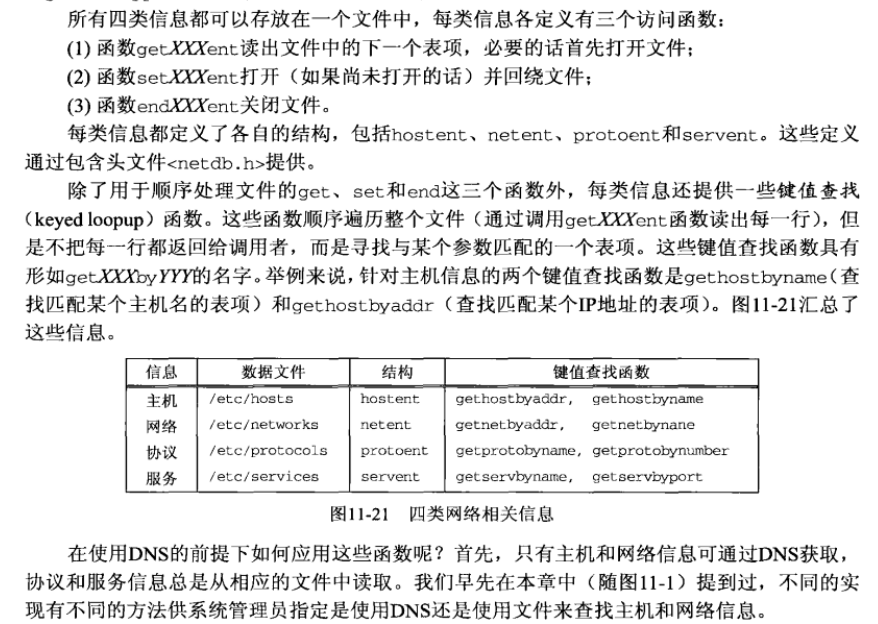 所有四类信息都可以存放在一个文件中，每类信息各定义有三个访问函数：
(1) 函数getXXXent读出文件中的下一个表项，必要的话首先打开文件；
(2) 函数setXXXent打开（如果尚未打开的话）并回绕文件；
(3) 函数endXXXent关闭文件。
每类信息都定义了各自的结构，包括hostent、netent、protoent和servent。这些定义
通过包含头文件<netdb.h>提供。
除了用于顺序处理文件的get、set和end这三个函数外，每类信息还提供一些键值查找
（keyed loopup）函数。这些函数顺序遍历整个文件（通过调用getXXXent函数读出每一行），但
是不把每一行都返回给调用者，而是寻找与某个参数匹配的一个表项。这些键值查找函数具有
形如getXXXbyYYY的名字。举例来说，针对主机信息的两个键值查找函数是gethostbyname（查
找匹配某个主机名的表项）和gethostbyaddr（查找匹配某个IP地址的表项）。图11-21汇总了
这些信息。
信息 数据文件 结构 键值查找函数
主机 /etc/hosts hostent gethostbyaddr, gethostbyname
网络 /etc/networks netent getnetbyaddr, getnetbynane
协议 /etc/protocols protoent getprotobyname, getprotobynumber
服务 /etc/services servent getservbyname, getservbyport
图11-21 四类网络相关信息
在使用DNS的前提下如何应用这些函数呢？首先，只有主机和网络信息可通过DNS获取，
协议和服务信息总是从相应的文件中读取。我们早先在本章中（随图11-1）提到过，不同的实
现有不同的方法供系统管理员指定是使用DNS还是使用文件来查找主机和网络信息。